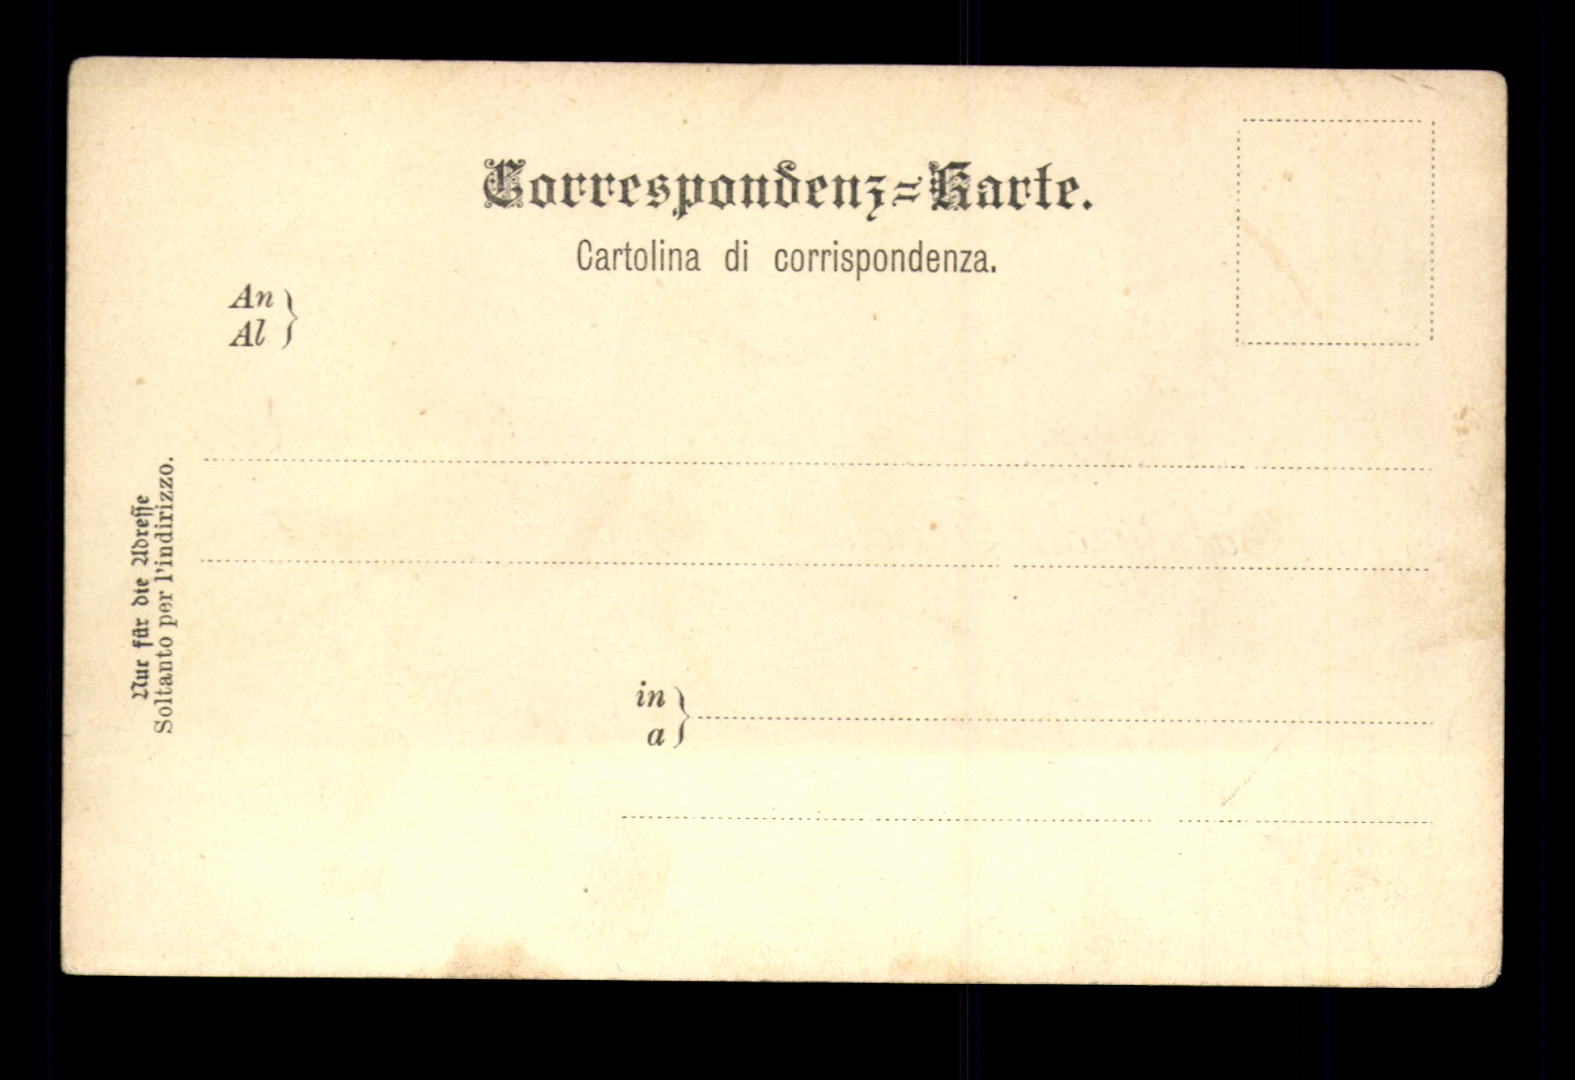 Correspondenz-Karte.
Cartolina di corrispondenza.
An
Al
Nur für die Adresse
Soltanto per l'indirizzo.
in
a